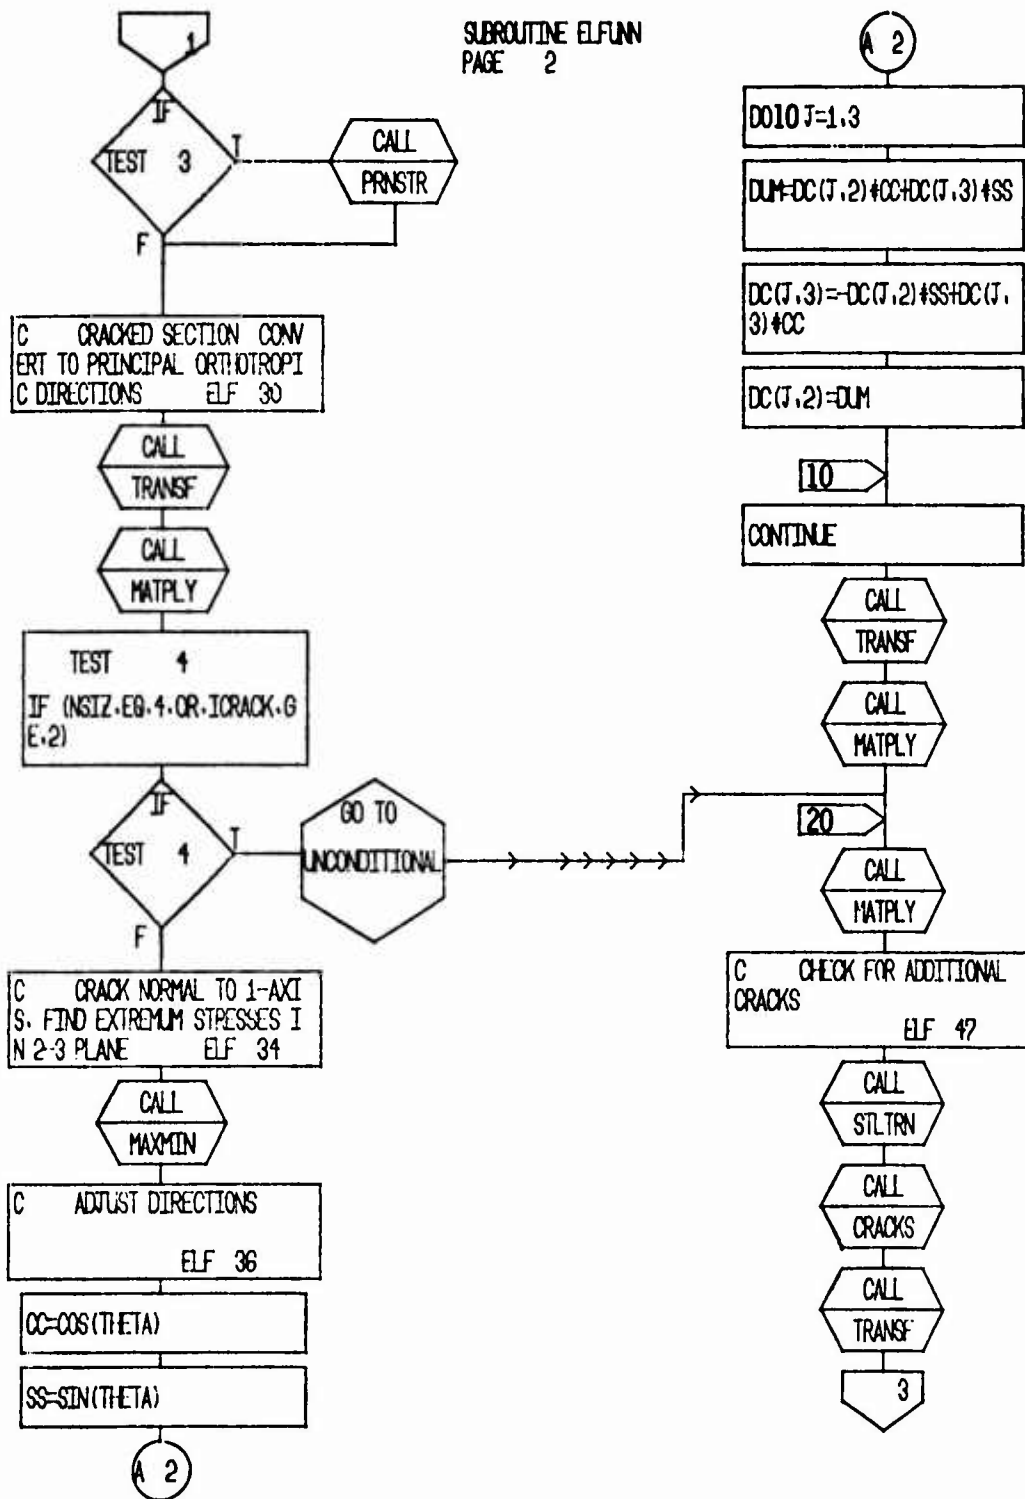 SUBROUTINE ELFUNN
PAGE 2
1
IF
TEST 3
T
CALL
PRNSTR
F
C CRACKED SECTION CONV
ERT TO PRINCIPAL ORTHOTROPI
C DIRECTIONS ELF 30
CALL
TRANSF
CALL
MATPLY
TEST 4
IF (NSIZ.EQ.4.OR.ICRACK.G
E.2)
IF
TEST 4
T
GO TO
UNCONDITIONAL
F
C CRACK NORMAL TO 1-AXI
S. FIND EXTREMUM STRESSES I
N 2-3 PLANE ELF 34
CALL
MAXMIN
C ADJUST DIRECTIONS
ELF 36
CC=COS(THETA)
SS=SIN(THETA)
A 2
A 2
DO10 J=1,3
DUM=DC(J,2)*CC+DC(J,3)*SS
DC(J,3)=-DC(J,2)*SS+DC(J,
3)*CC
DC(J,2)=DUM
10
CONTINUE
CALL
TRANSF
CALL
MATPLY
20
CALL
MATPLY
C CHECK FOR ADDITIONAL
CRACKS
ELF 47
CALL
STLTRN
CALL
CRACKS
CALL
TRANSF
3